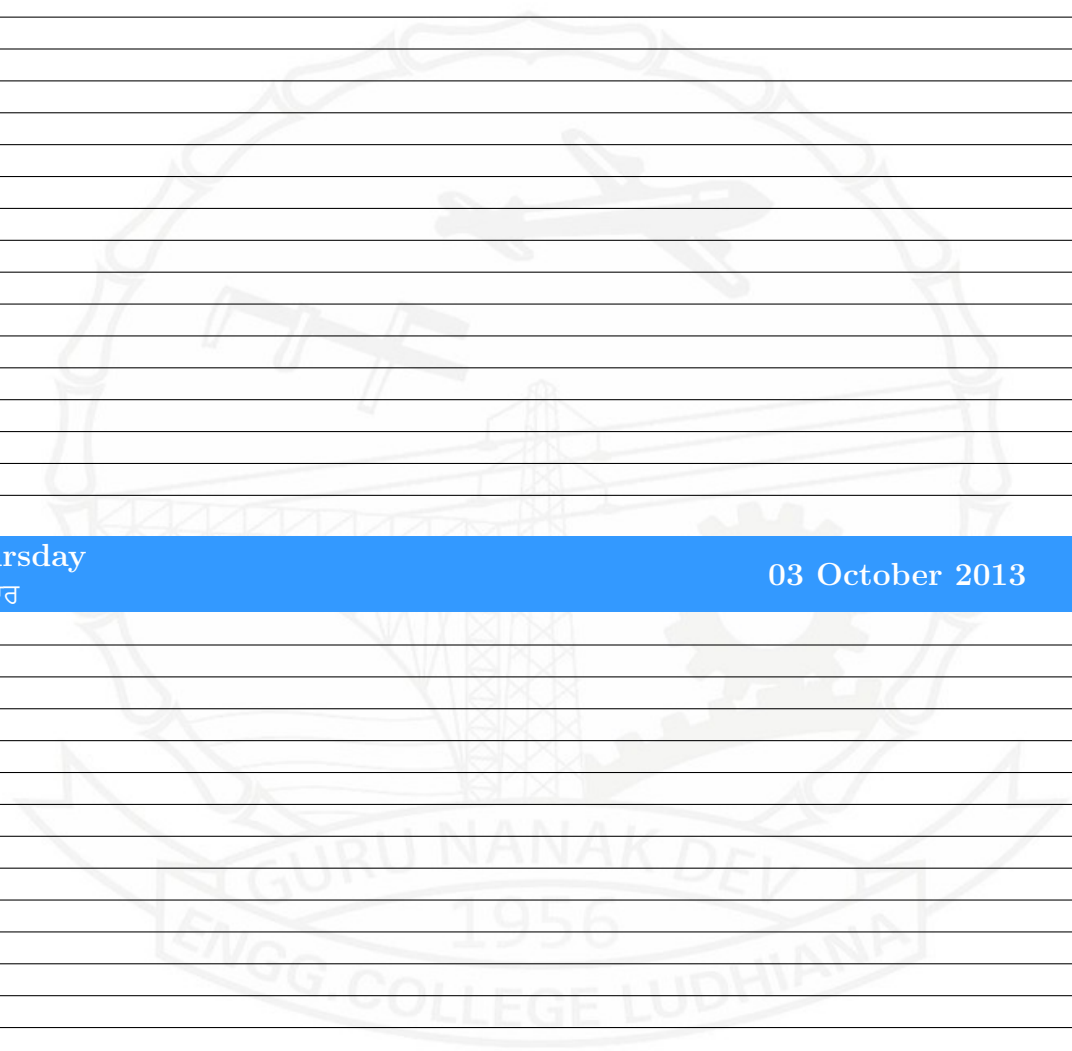 rsday
03 October 2013
GURU NANAK DEV
1956
ENGG. COLLEGE LUDHIANA